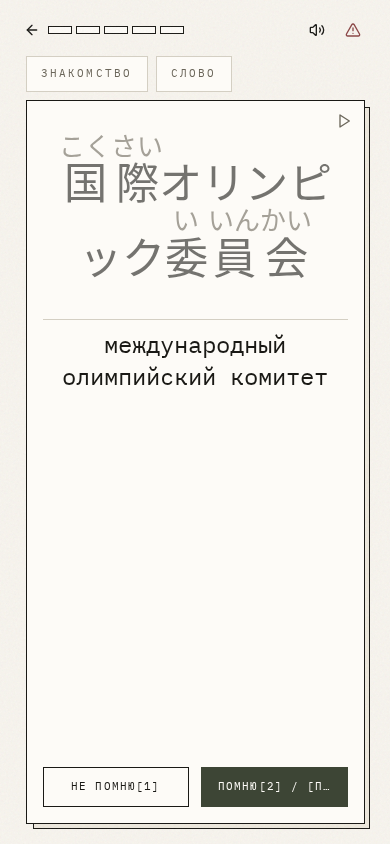 ЗНАКОМСТВО
СЛОВО
こくさい
国際オリンピ
い いんかい
ック委員会
международный
олимпийский комитет
НЕ ПОМНЮ[1]
ПОМНЮ[2] / [П…